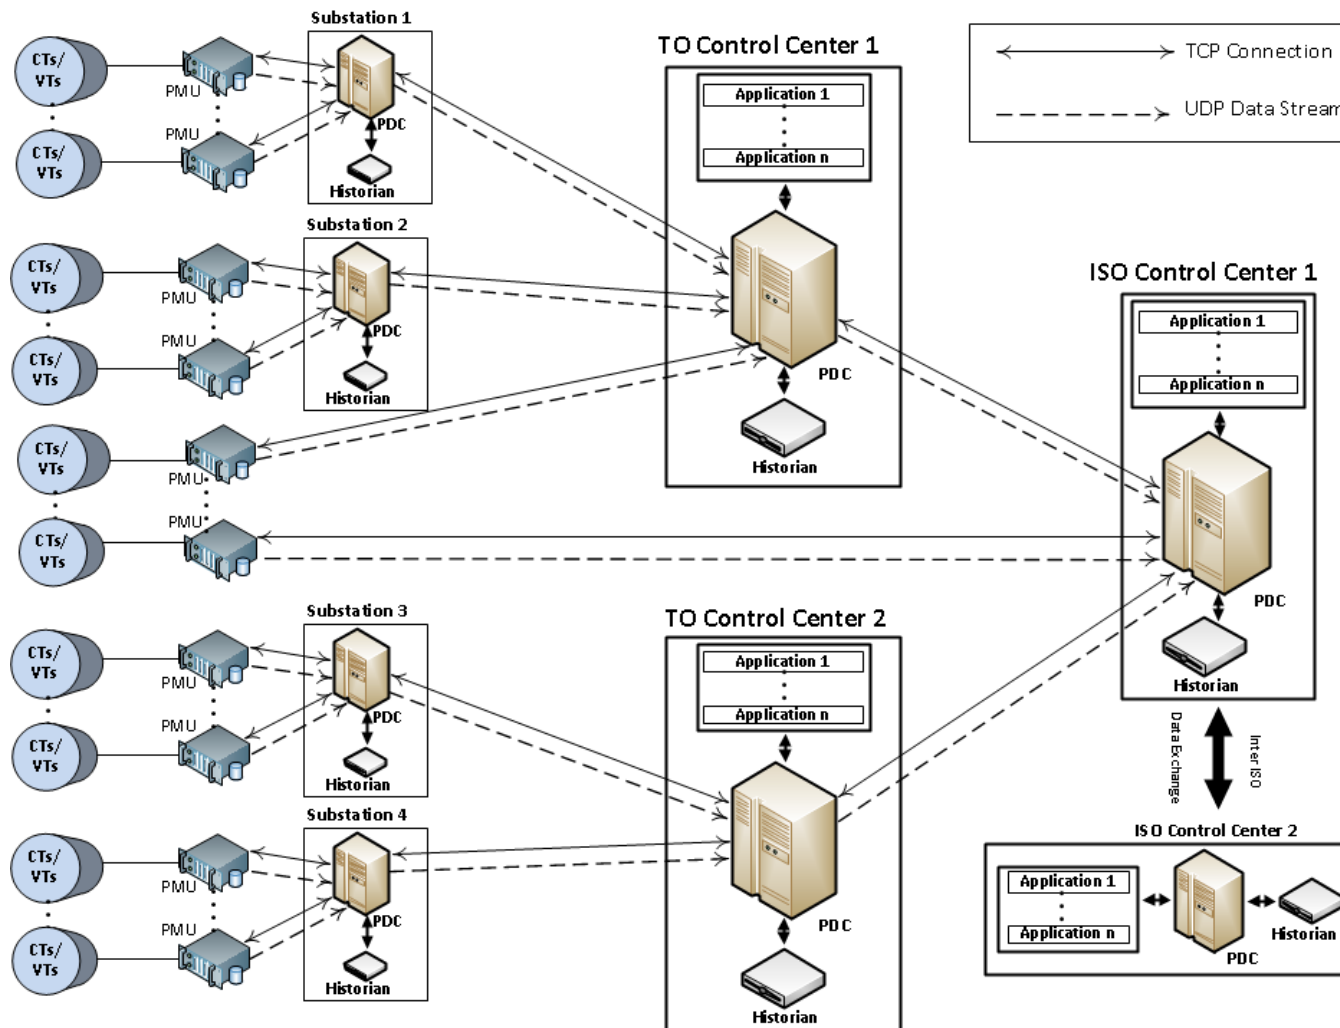 Substation 1
CTs/
VTs
PMU
PMU
CTs/
VTs
PDC
Historian
TO Control Center 1
Application 1
Application n
PDC
Historian
TCP Connection
UDP Data Stream
Substation 2
CTs/
VTs
PMU
PMU
CTs/
VTs
PDC
Historian
CTs/
VTs
PMU
PMU
CTs/
VTs
ISO Control Center 1
Application 1
Application n
PDC
Historian
Inter ISO
Data Exchange
Substation 3
CTs/
VTs
PMU
PMU
CTs/
VTs
PDC
Historian
TO Control Center 2
Application 1
Application n
PDC
Historian
Substation 4
CTs/
VTs
PMU
PMU
CTs/
VTs
PDC
Historian
ISO Control Center 2
Application 1
Application n
PDC
Historian